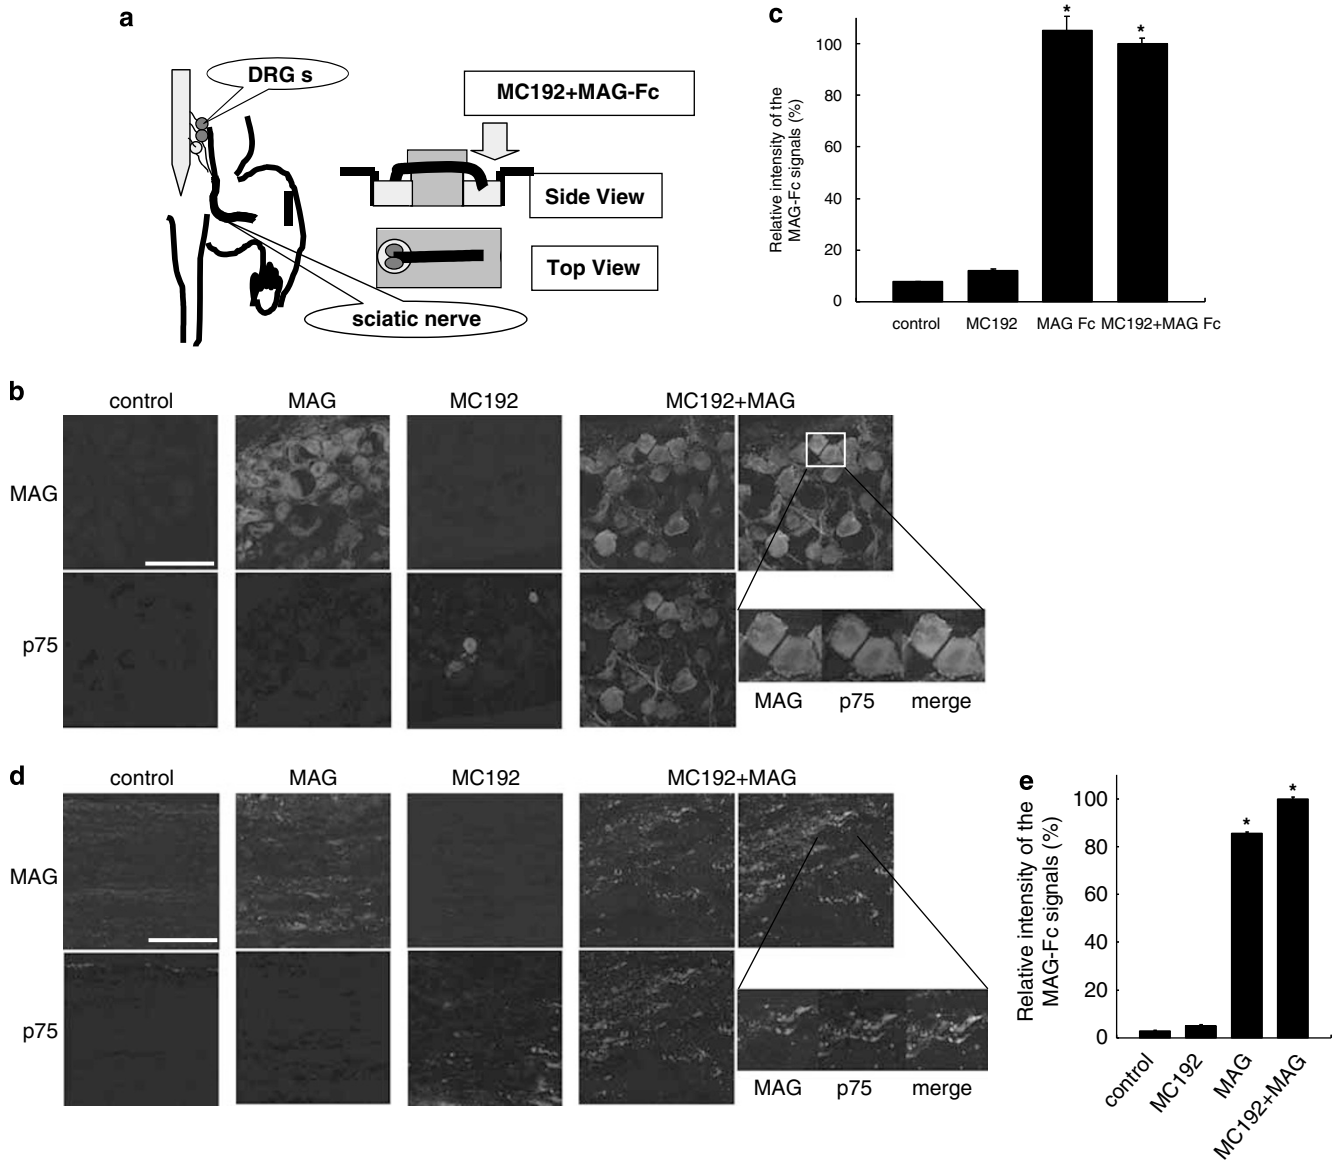 a
DRG s
MC192+MAG-Fc
Side View
Top View
sciatic nerve
c
Relative intensity of the
MAG-Fc signals (%)
100
80
60
40
20
0
*
*
control MC192 MAG Fc MC192+MAG Fc
b
control MAG MC192 MC192+MAG
MAG
p75
MAG p75 merge
d
control MAG MC192 MC192+MAG
MAG
p75
MAG p75 merge
e
Relative intensity of the
MAG-Fc signals (%)
100
80
60
40
20
0
*
*
control
MC192
MAG
MC192+MAG